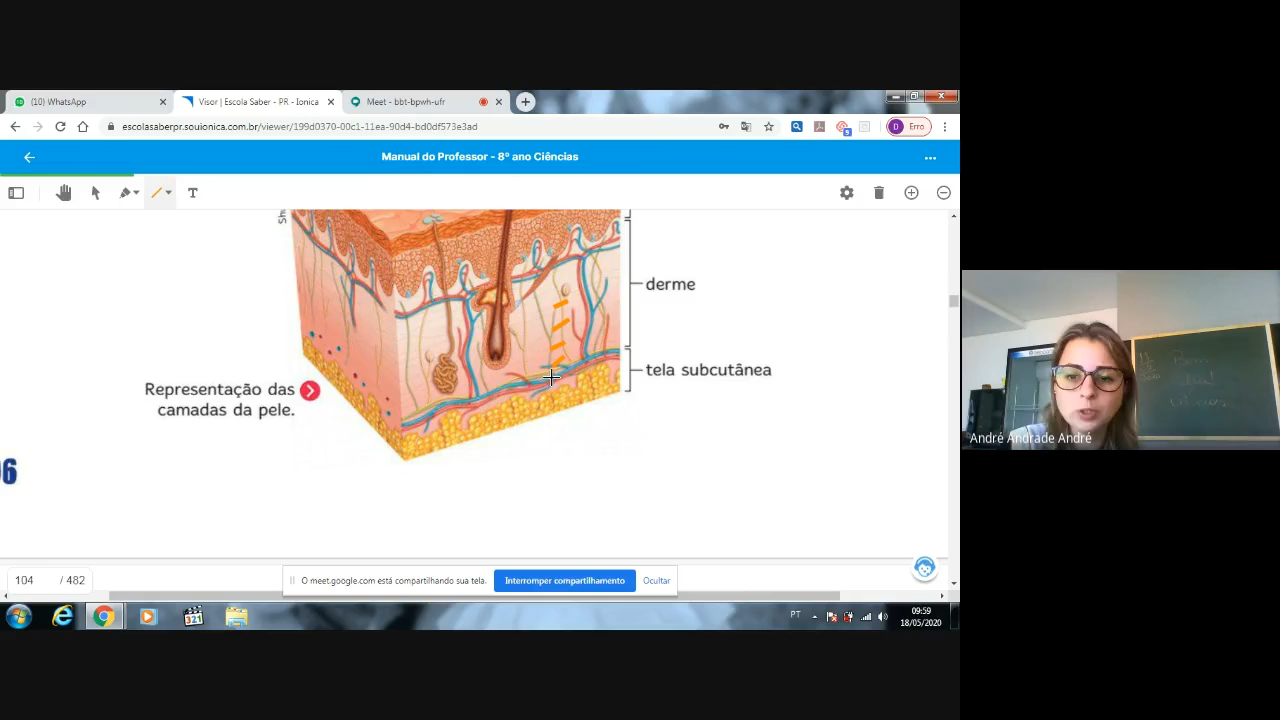 (10) WhatsApp
Visor | Escola Saber - PR - Ionica
Meet - bbt-bpwh-ufr
escolasaberpr.souionica.com.br/viewer/199d0370-00c1-11ea-90d4-bd0df573e3ad
Erro
Manual do Professor - 8º ano Ciências
T
Sh
derme
tela subcutânea
Representação das
camadas da pele.
André Andrade André
104 / 482
O meet.google.com está compartilhando sua tela.
Interromper compartilhamento
Ocultar
PT
09:59
18/05/2020